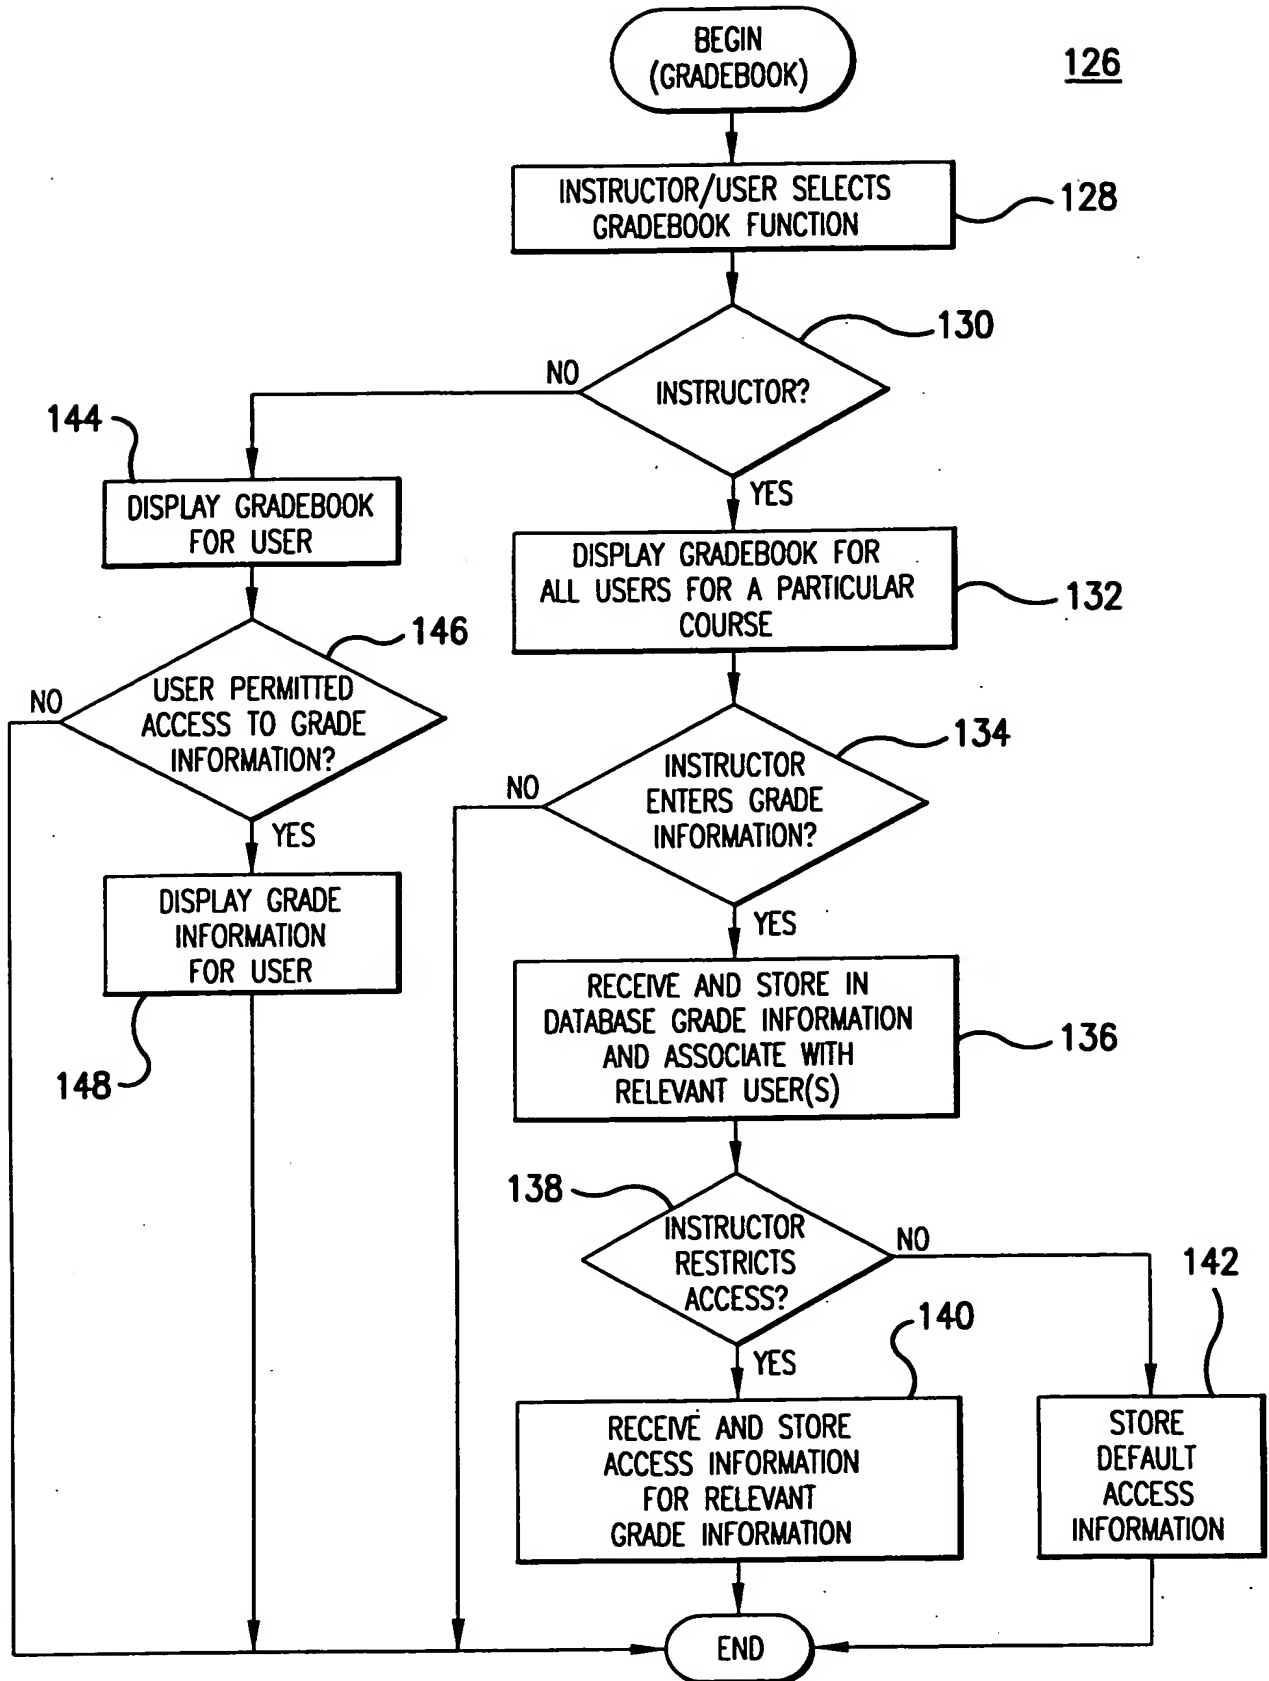 BEGIN
(GRADEBOOK)
126
INSTRUCTOR/USER SELECTS
GRADEBOOK FUNCTION
128
130
INSTRUCTOR?
NO
YES
144
DISPLAY GRADEBOOK
FOR USER
DISPLAY GRADEBOOK FOR
ALL USERS FOR A PARTICULAR
COURSE
132
146
USER PERMITTED
ACCESS TO GRADE
INFORMATION?
NO
YES
134
INSTRUCTOR
ENTERS GRADE
INFORMATION?
NO
YES
DISPLAY GRADE
INFORMATION
FOR USER
148
RECEIVE AND STORE IN
DATABASE GRADE INFORMATION
AND ASSOCIATE WITH
RELEVANT USER(S)
136
138
INSTRUCTOR
RESTRICTS
ACCESS?
NO
YES
142
140
RECEIVE AND STORE
ACCESS INFORMATION
FOR RELEVANT
GRADE INFORMATION
STORE
DEFAULT
ACCESS
INFORMATION
END